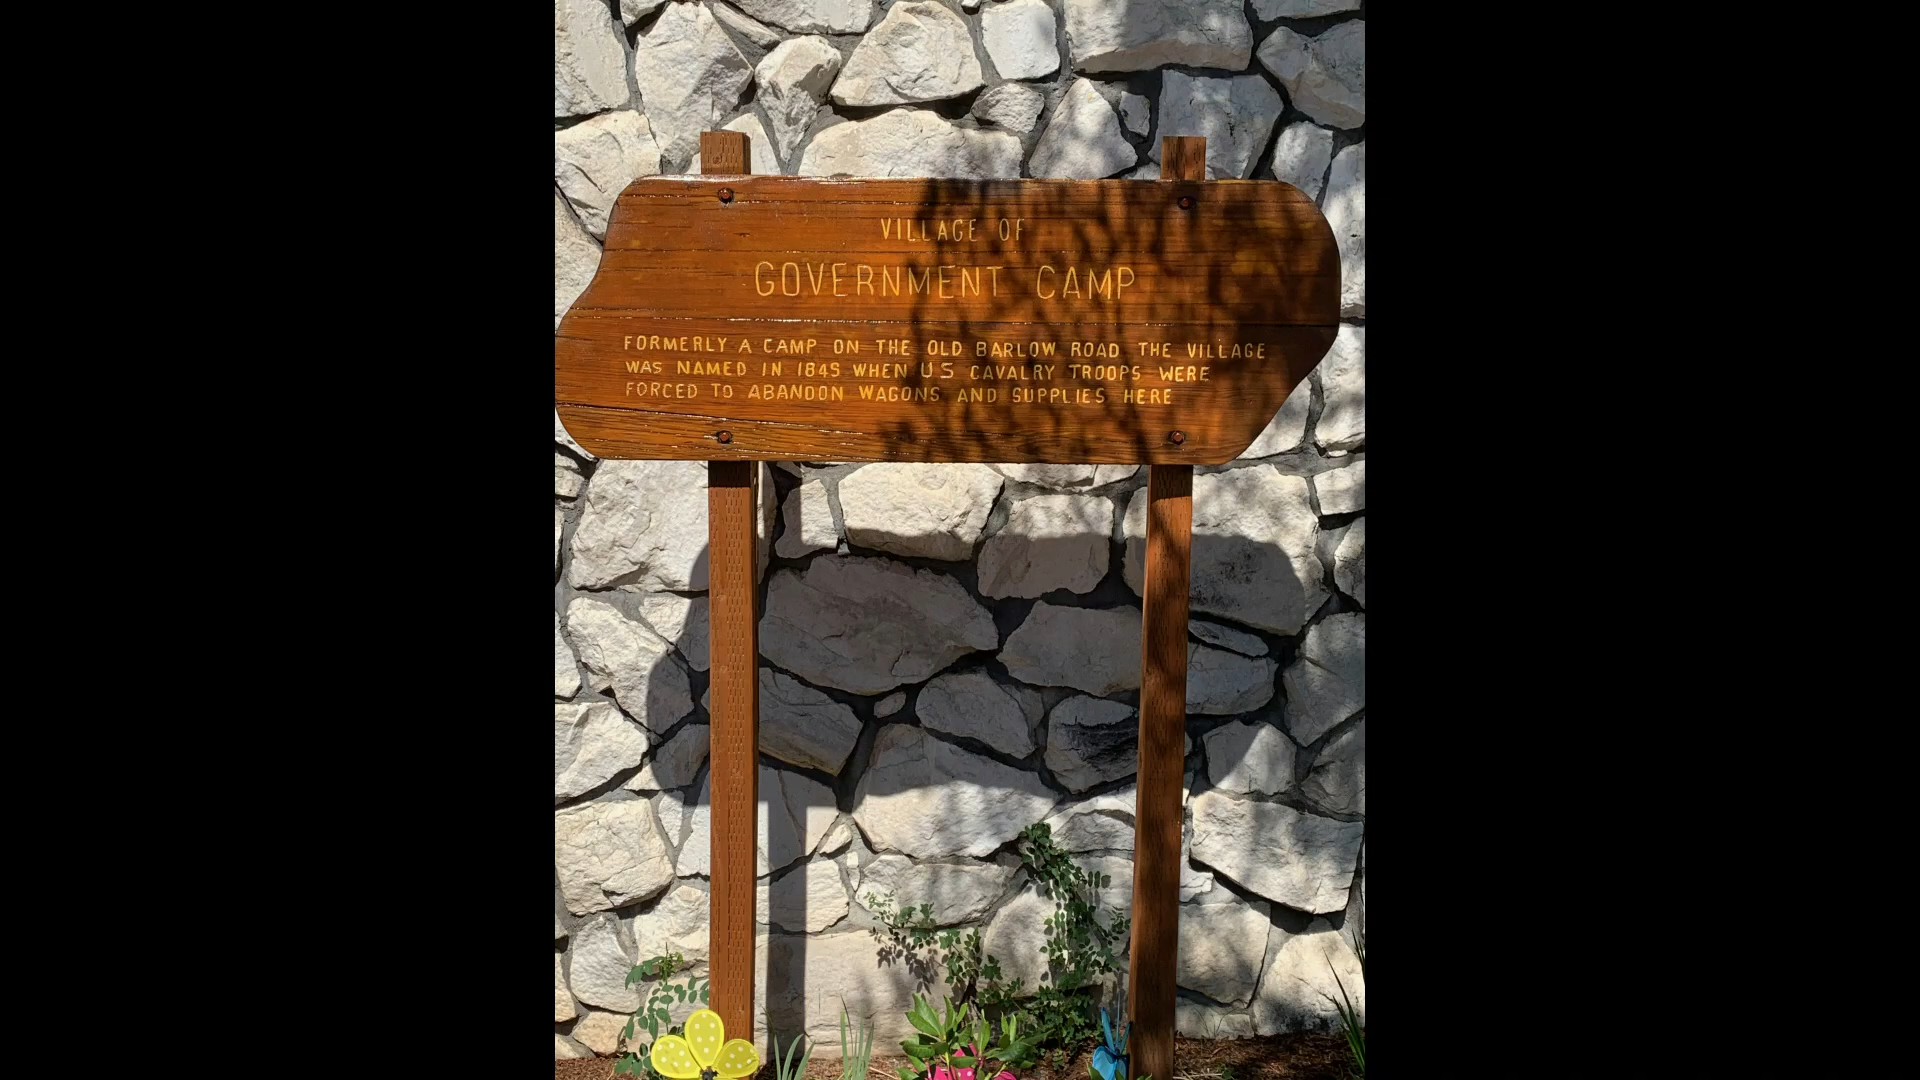 VILLAGE OF
GOVERNMENT CAMP
FORMERLY A CAMP ON THE OLD BARLOW ROAD THE VILLAGE
WAS NAMED IN 1849 WHEN US CAVALRY TROOPS WERE
FORCED TO ABANDON WAGONS AND SUPPLIES HERE